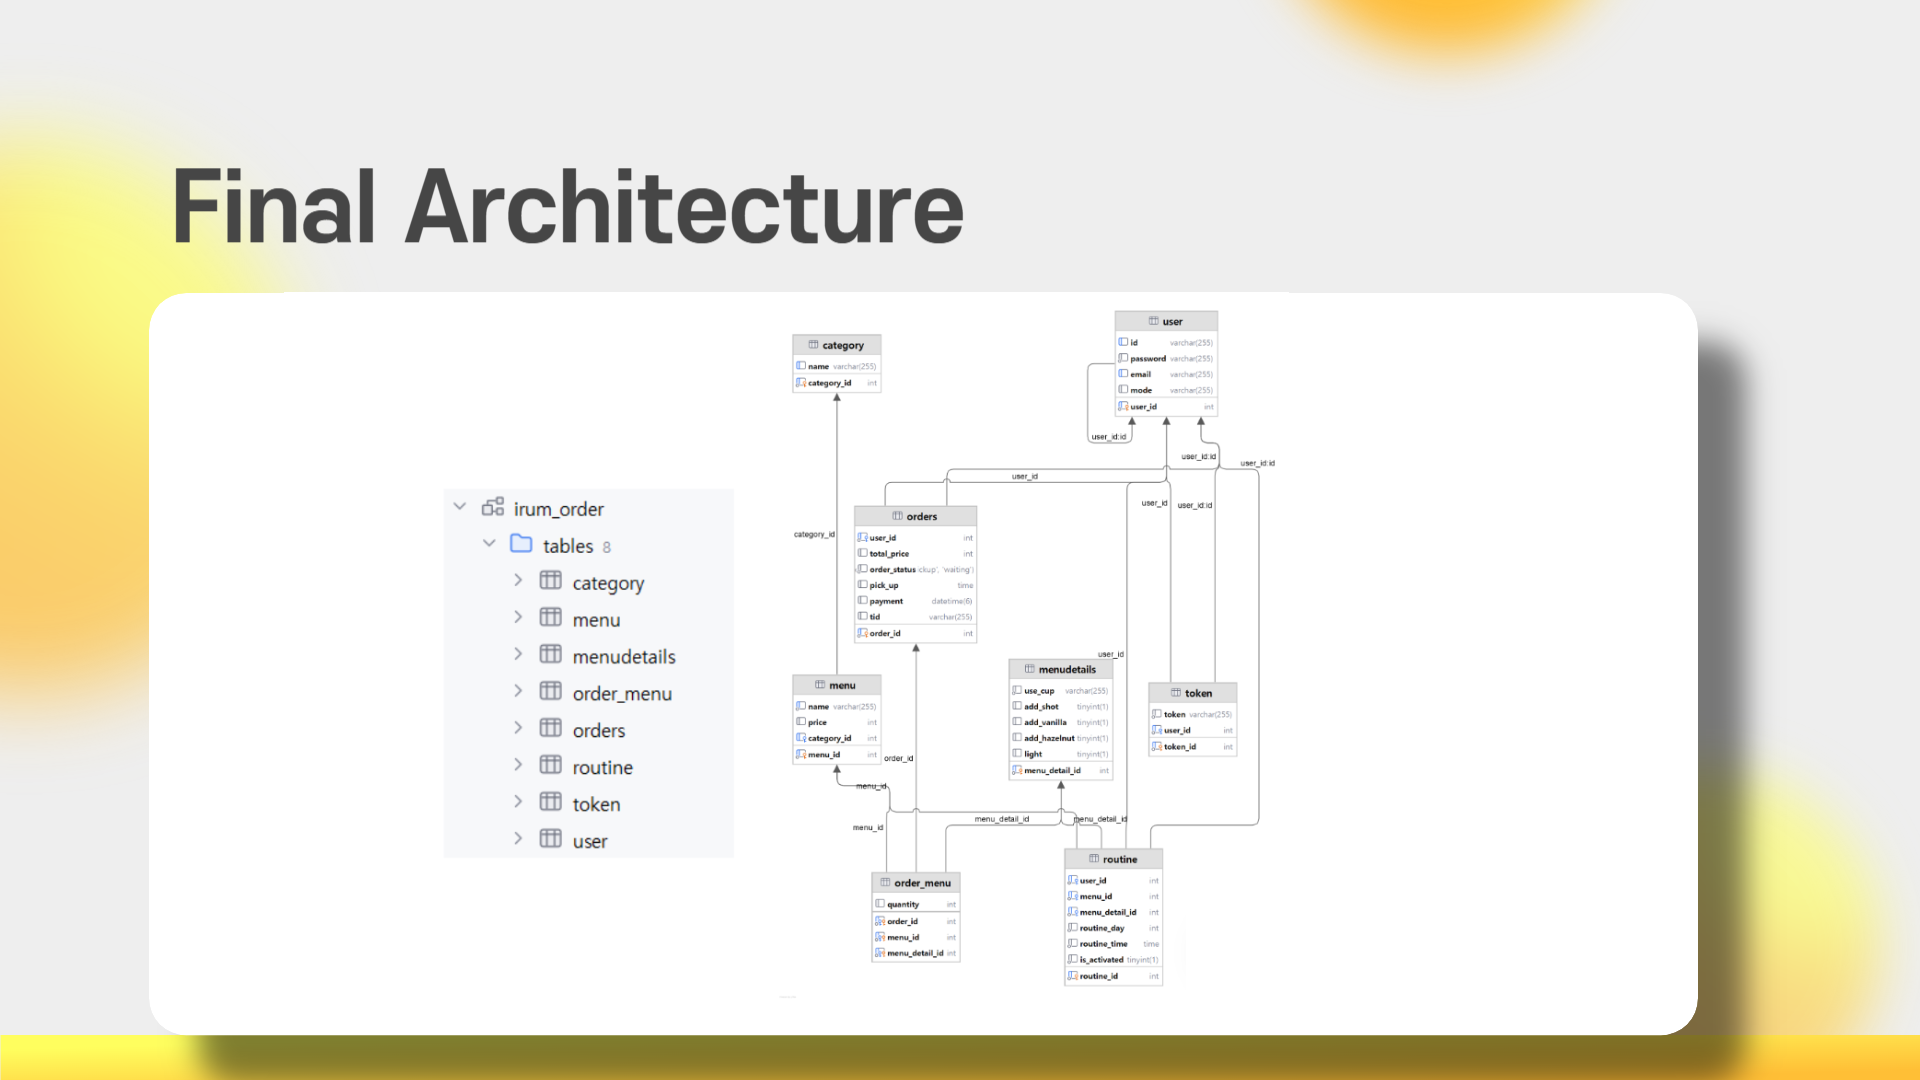 Final Architecture
irum_order
tables 8
category
menu
menudetails
order_menu
orders
routine
token
user
category
name varchar(255)
category_id int
user
id varchar(255)
password varchar(255)
email varchar(255)
mode varchar(255)
user_id int
user_id:id
user_id:id
user_id:id
user_id
user_id
user_id:id
category_id
orders
user_id int
total_price int
order_status ckup', 'waiting')
pick_up time
payment datetime(6)
tid varchar(255)
order_id int
user_id
menu
name varchar(255)
price int
category_id int
menu_id int
menudetails
use_cup varchar(255)
add_shot tinyint(1)
add_vanilla tinyint(1)
add_hazelnut tinyint(1)
light tinyint(1)
menu_detail_id int
token
token varchar(255)
user_id int
token_id int
order_id
menu_id
menu_id
menu_detail_id
menu_detail_id
order_menu
quantity int
order_id int
menu_id int
menu_detail_id int
routine
user_id int
menu_id int
menu_detail_id int
routine_day int
routine_time time
is_activated tinyint(1)
routine_id int